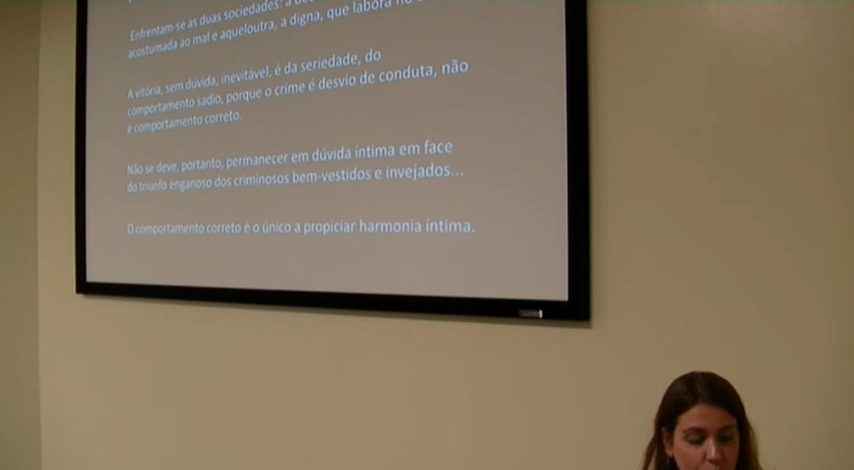 Enfrentam-se as duas sociedades: a
acostumada ao mal e aqueloutra, a digna, que labora no
A vitória, sem dúvida, inevitável, é da seriedade, do
comportamento sadio, porque o crime é desvio de conduta, não
é comportamento correto.
Não se deve, portanto, permanecer em dúvida íntima em face
do triunfo enganoso dos criminosos bem-vestidos e invejados...
O comportamento correto é o único a propiciar harmonia íntima.